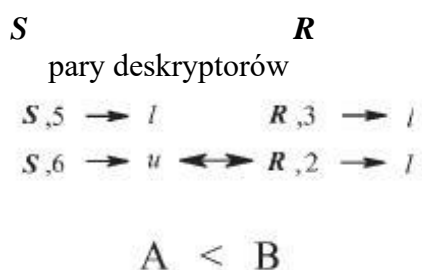 S R
pary deskryptorów
S ,5 → l R ,3 → l
S ,6 → u ↔ R ,2 → l
A < B